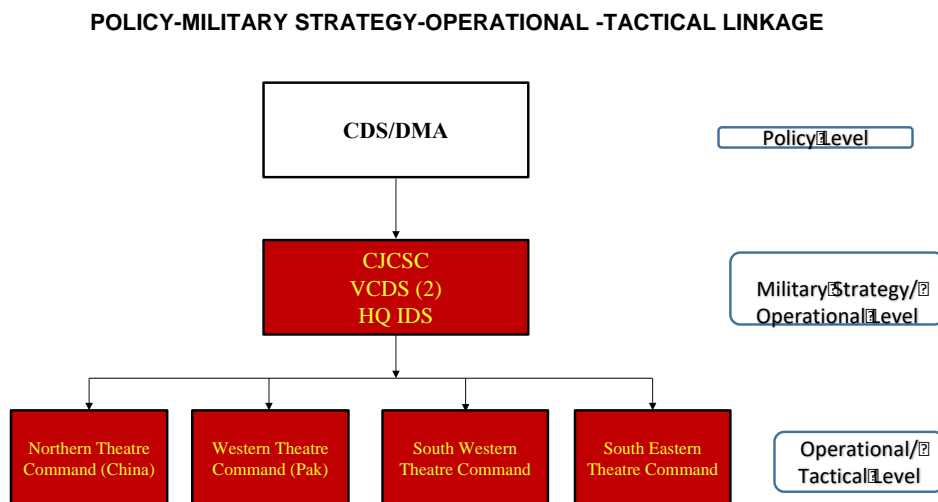 POLICY-MILITARY STRATEGY-OPERATIONAL -TACTICAL LINKAGE
CDS/DMA
Policy⍰Level
CJCSC
VCDS (2)
HQ IDS
Military⍰Strategy/⍰
Operational⍰Level
Northern Theatre
Command (China)
Western Theatre
Command (Pak)
South Western
Theatre Command
South Eastern
Theatre Command
Operational/⍰
Tactical⍰Level